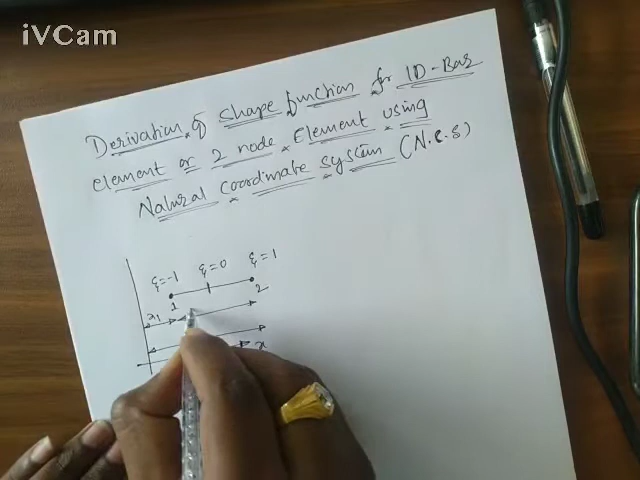 iVCam
Derivation of shape function for 1D-Bar
element or 2 node Element using
Natural coordinate system (N.C.S)
ξ=-1 ξ=0 ξ=1
1 2
x1
x